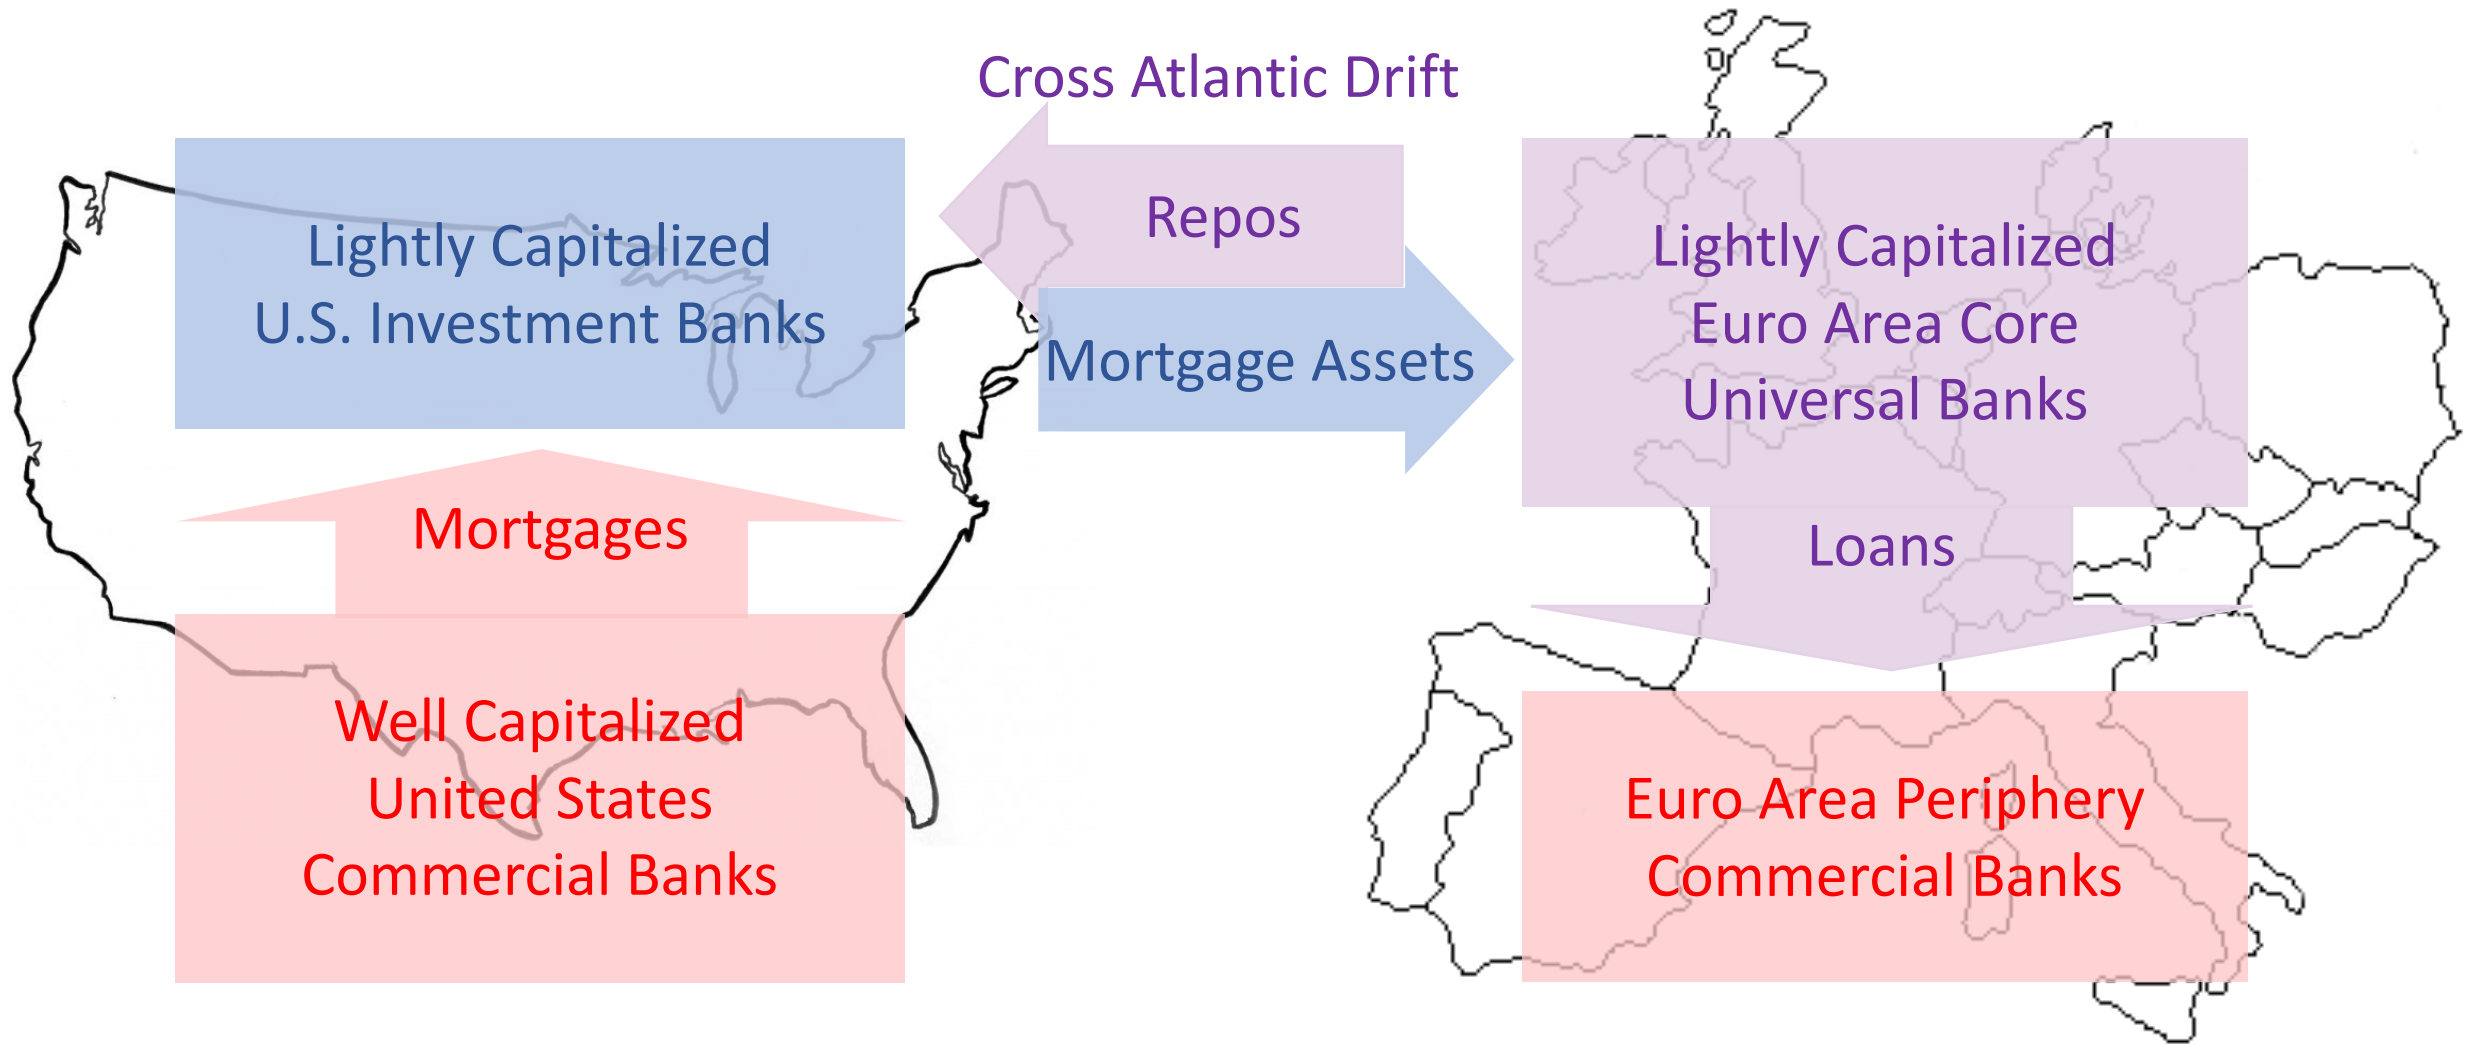 Cross Atlantic Drift
Lightly Capitalized
U.S. Investment Banks
Repos
Mortgage Assets
Lightly Capitalized
Euro Area Core
Universal Banks
Mortgages
Loans
Well Capitalized
United States
Commercial Banks
Euro Area Periphery
Commercial Banks